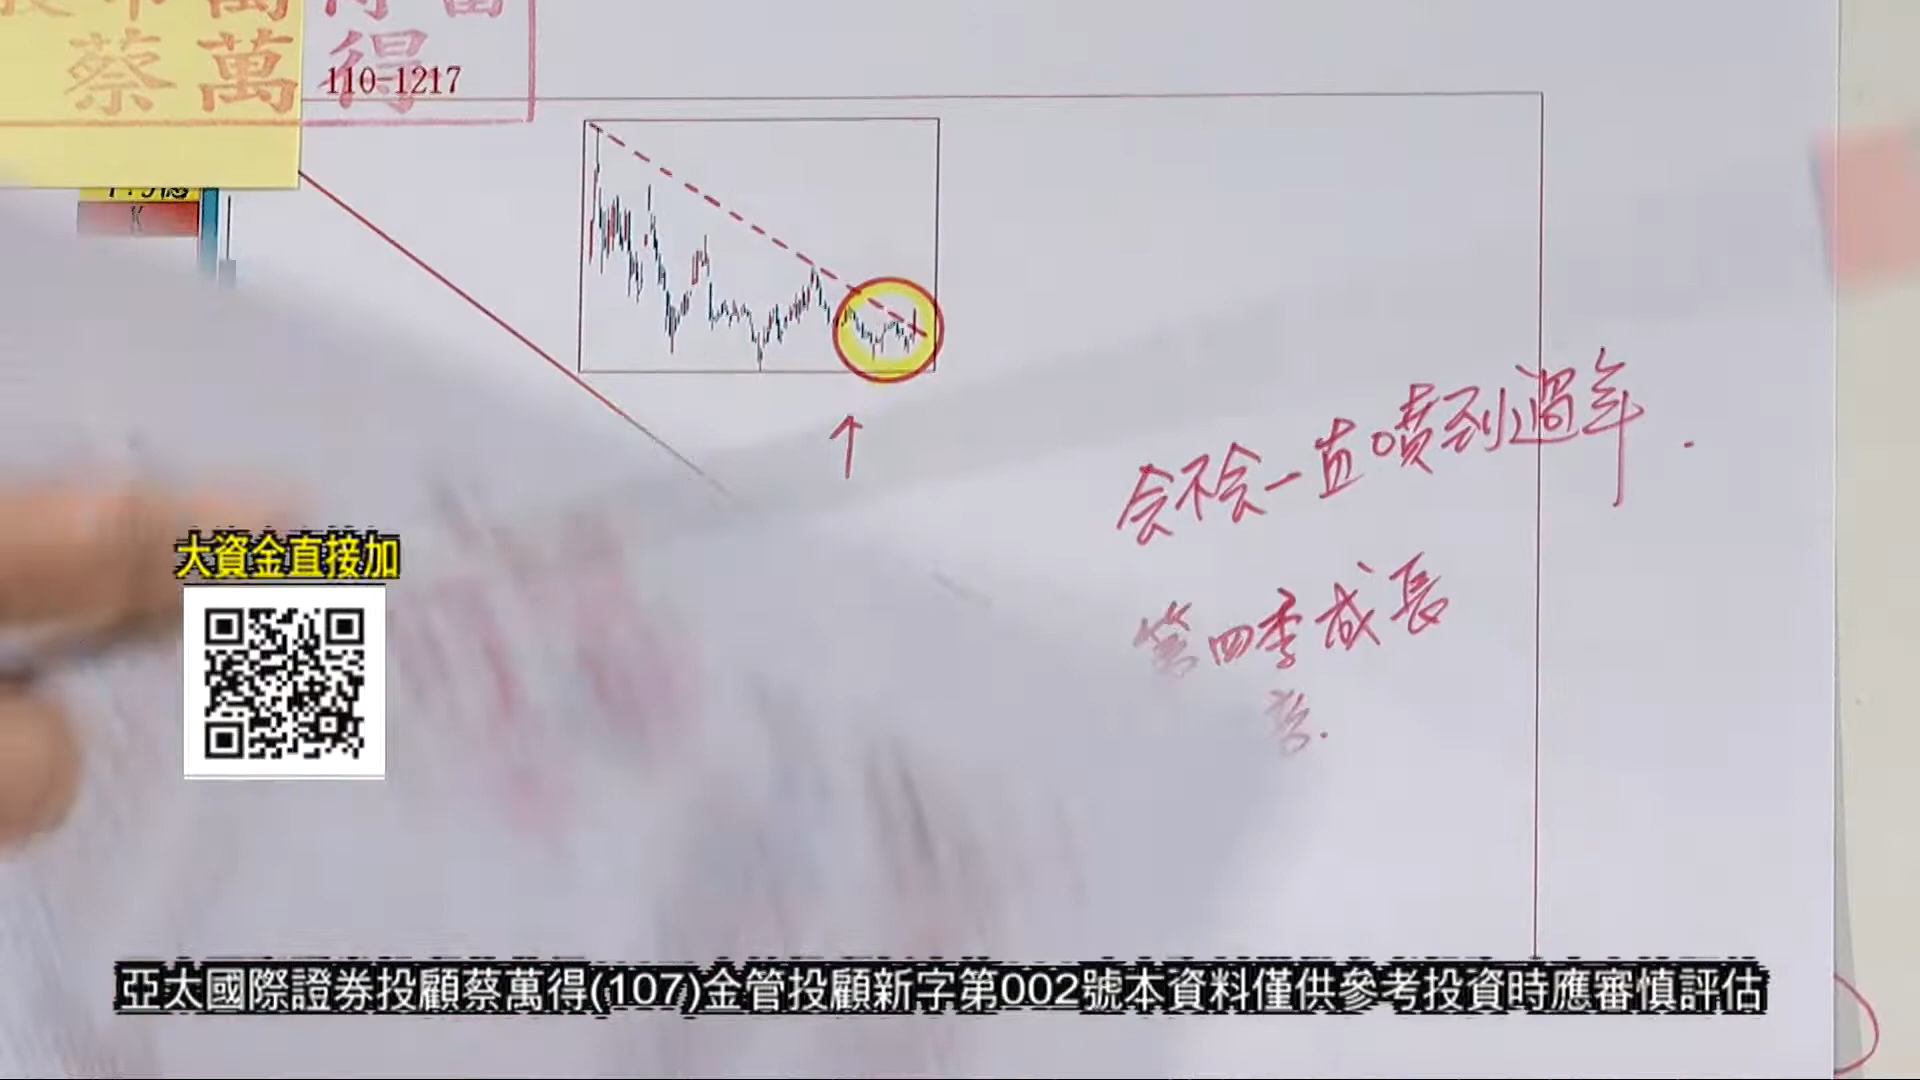 蔡萬得
110-1217
K
会不会一直噴到過年.
第四季成長
大資金直接加
亞太國際證券投顧蔡萬得(107)金管投顧新字第002號本資料僅供參考投資時應審慎評估